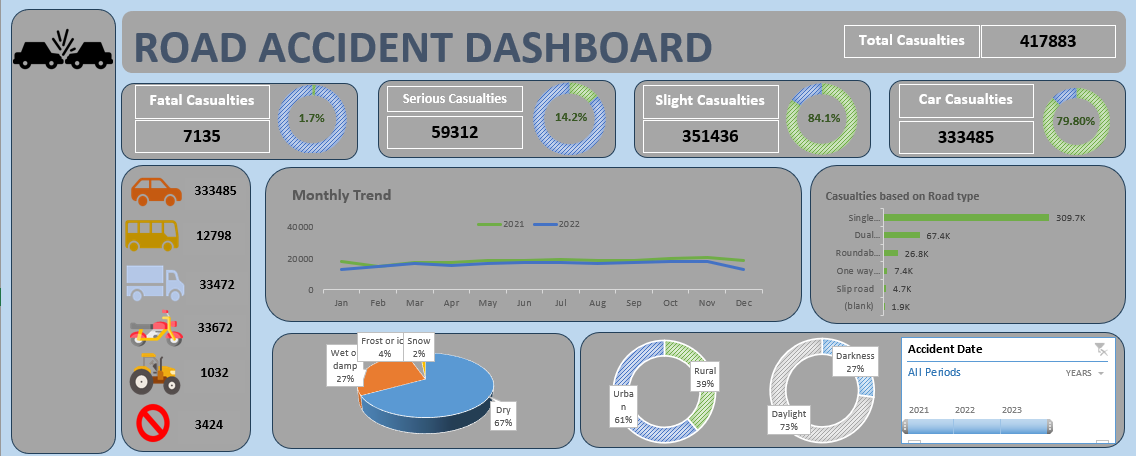 ROAD ACCIDENT DASHBOARD
Total Casualties
417883
Fatal Casualties
7135
1.7%
Serious Casualties
59312
14.2%
Slight Casualties
351436
84.1%
Car Casualties
333485
79.80%
333485
12798
33472
33672
1032
3424
Monthly Trend
2021
2022
40000
20000
0
Jan Feb Mar Apr May Jun Jul Aug Sep Oct Nov Dec
Casualties based on Road type
Single... 309.7K
Dual... 67.4K
Roundab... 26.8K
One way... 7.4K
Slip road 4.7K
(blank) 1.9K
Wet o
damp
27%
Frost or ic
4%
Snow
2%
Dry
67%
Urba
n
61%
Rural
39%
Darkness
27%
Daylight
73%
Accident Date
All Periods
YEARS
2021 2022 2023